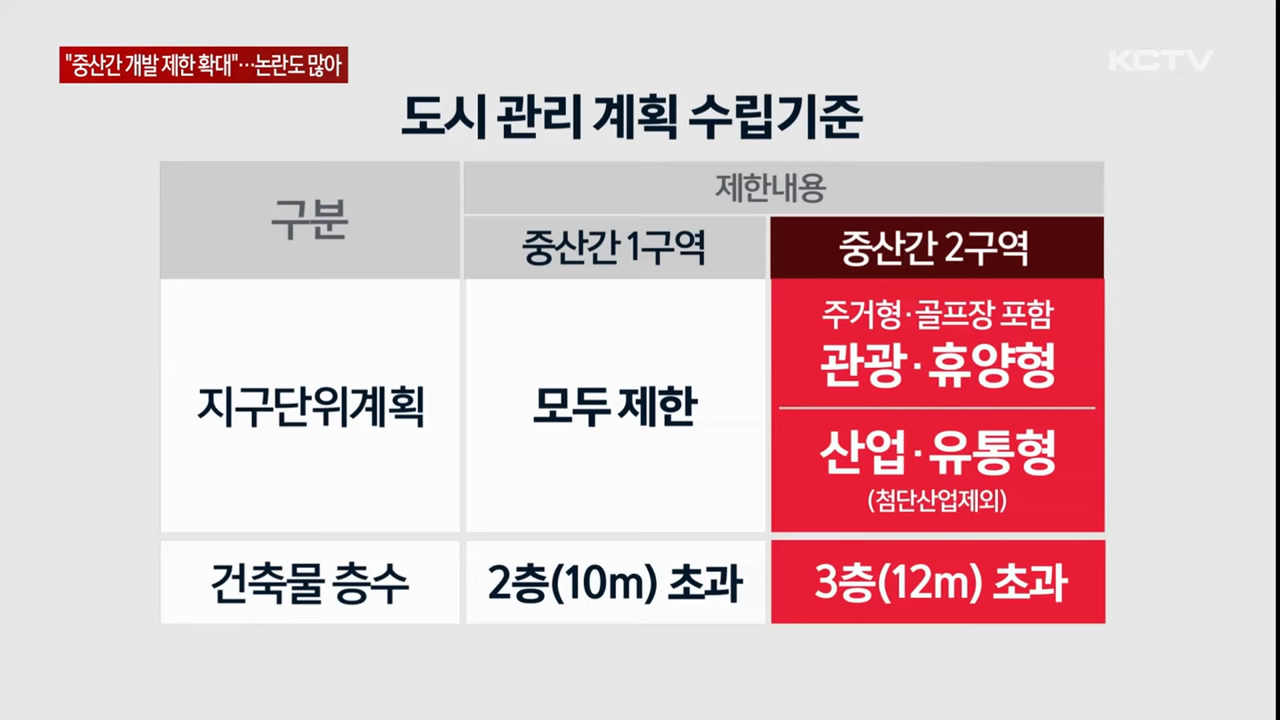 "중산간 개발 제한 확대"…논란도 많아
KCTV
도시 관리 계획 수립기준
구분
제한내용
중산간 1구역
중산간 2구역
지구단위계획
모두 제한
주거형·골프장 포함
관광·휴양형
산업·유통형
(첨단산업제외)
건축물 층수
2층(10m) 초과
3층(12m) 초과